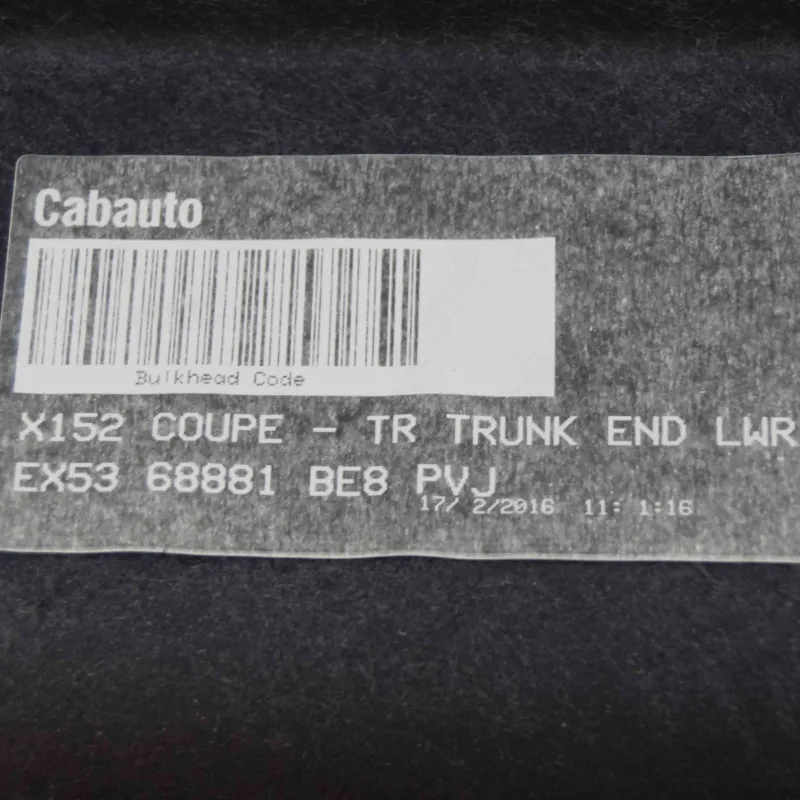 Cabauto
Bulkhead Code
X152 COUPE - TR TRUNK END LWR
EX53 68881 BE8 PVJ
17/ 2/2016 11: 1:16